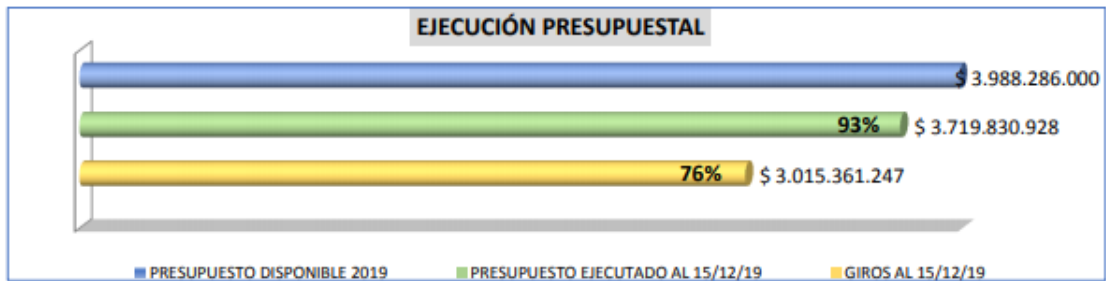 EJECUCIÓN PRESUPUESTAL
$ 3.988.286.000
93% $ 3.719.830.928
76% $ 3.015.361.247
PRESUPUESTO DISPONIBLE 2019 PRESUPUESTO EJECUTADO AL 15/12/19 GIROS AL 15/12/19